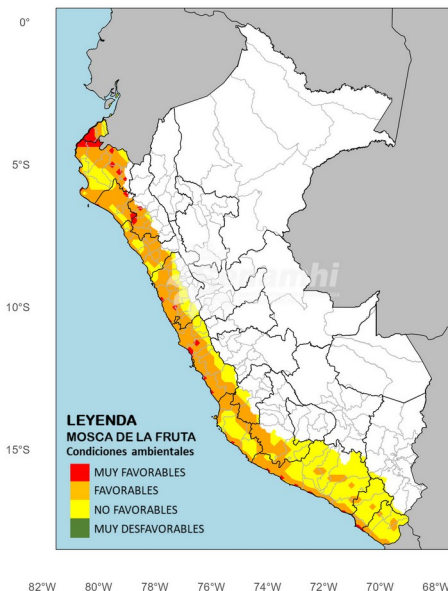 0°
5°S
10°S
15°S
LEYENDA
MOSCA DE LA FRUTA
Condiciones ambientales
MUY FAVORABLES
FAVORABLES
NO FAVORABLES
MUY DESFAVORABLES
82°W 80°W 78°W 76°W 74°W 72°W 70°W 68°W